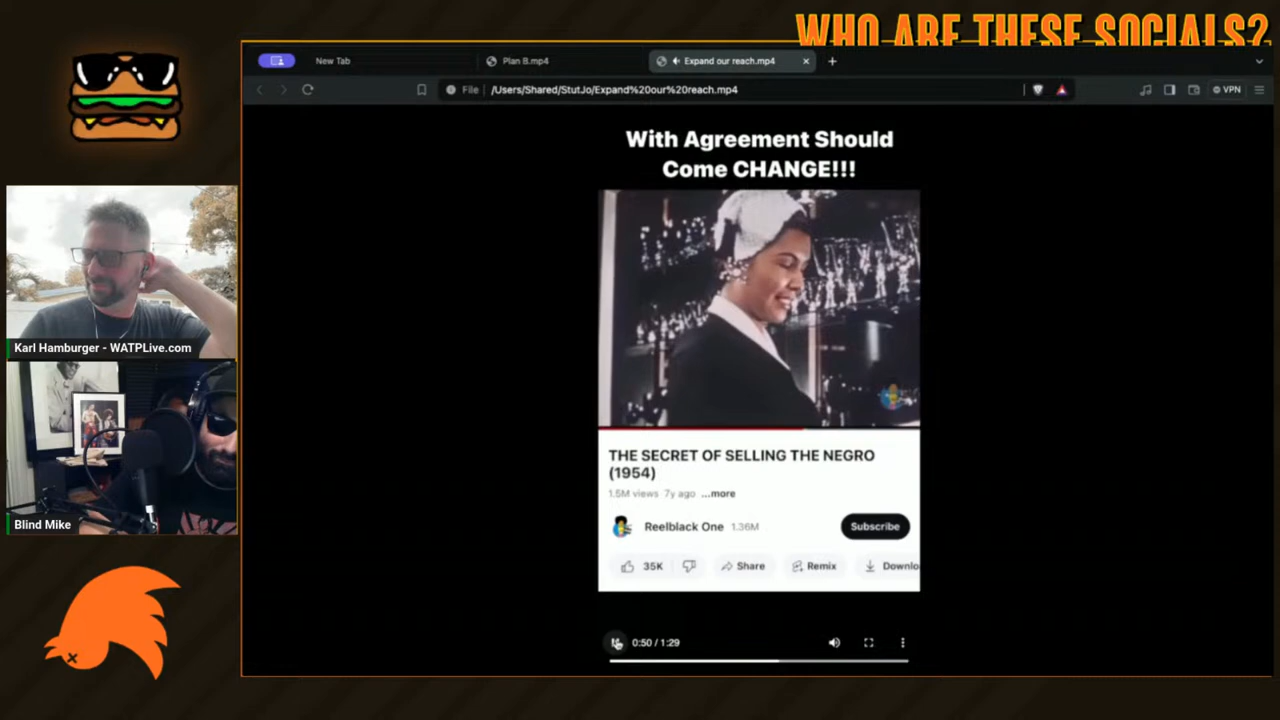 WHO ARE THESE SOCIALS?
New Tab
Plan B.mp4
Expand our reach.mp4
File
/Users/Shared/StutJo/Expand%20our%20reach.mp4
VPN
With Agreement Should
Come CHANGE!!!
THE SECRET OF SELLING THE NEGRO
(1954)
1.5M views 7y ago ...more
Reelblack One 1.36M
Subscribe
35K
Share
Remix
Downlo
0:50 / 1:29
Karl Hamburger - WATPLive.com
Blind Mike